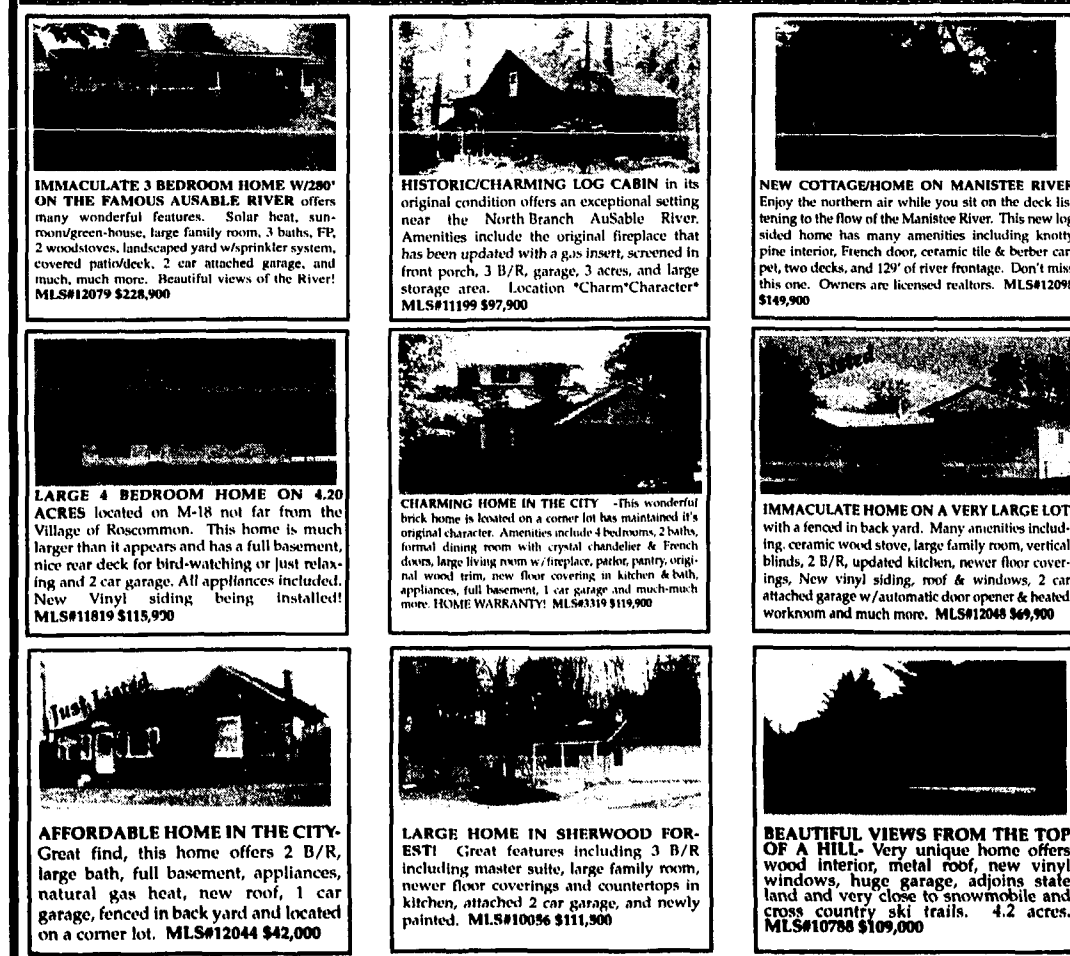 IMMACULATE 3 BEDROOM HOME W/280'
ON THE FAMOUS AUSABLE RIVER offers
many wonderful features. Solar heat, sun-
room/green-house, large family room, 3 baths, FP,
2 woodstoves, landscaped yard w/sprinkler system,
covered patio/deck, 2 car attached garage, and
much, much more. Beautiful views of the River!
MLS#12079 $228,900
HISTORIC/CHARMING LOG CABIN in its
original condition offers an exceptional setting
near the North Branch AuSable River.
Amenities include the original fireplace that
has been updated with a gas insert, screened in
front porch, 3 B/R, garage, 3 acres, and large
storage area. Location *Charm*Character*
MLS#11199 $97,900
NEW COTTAGE/HOME ON MANISTEE RIVER
Enjoy the northern air while you sit on the deck lis-
tening to the flow of the Manistee River. This new log
sided home has many amenities including knotty
pine interior, French door, ceramic tile & berber car-
pet, two decks, and 129' of river frontage. Don't miss
this one. Owners are licensed realtors. MLS#12098
$149,900
LARGE 4 BEDROOM HOME ON 4.20
ACRES located on M-18 not far from the
Village of Roscommon. This home is much
larger than it appears and has a full basement,
nice rear deck for bird-watching or just relax-
ing and 2 car garage. All appliances included.
New Vinyl siding being installed!
MLS#11819 $115,900
CHARMING HOME IN THE CITY -This wonderful
brick home is located on a corner lot has maintained it's
original character. Amenities include 4 bedrooms, 2 baths,
formal dining room with crystal chandelier & French
doors, large living room w/fireplace, parlor, pantry, origi-
nal wood trim, new floor covering in kitchen & bath,
appliances, full basement, 1 car garage and much-much
more. HOME WARRANTY! MLS#3319 $119,900
Listed
IMMACULATE HOME ON A VERY LARGE LOT
with a fenced in back yard. Many amenities includ-
ing, ceramic wood stove, large family room, vertical
blinds, 2 B/R, updated kitchen, newer floor cover-
ings, New vinyl siding, roof & windows, 2 car
attached garage w/automatic door opener & heated
workroom and much more. MLS#12048 $69,900
Just Listed
AFFORDABLE HOME IN THE CITY-
Great find, this home offers 2 B/R,
large bath, full basement, appliances,
natural gas heat, new roof, 1 car
garage, fenced in back yard and located
on a corner lot. MLS#12044 $42,000
LARGE HOME IN SHERWOOD FOR-
EST! Great features including 3 B/R
including master suite, large family room,
newer floor coverings and countertops in
kitchen, attached 2 car garage, and newly
painted. MLS#10056 $111,500
BEAUTIFUL VIEWS FROM THE TOP
OF A HILL- Very unique home offers
wood interior, metal roof, new vinyl
windows, huge garage, adjoins state
land and very close to snowmobile and
cross country ski trails. 4.2 acres.
MLS#10788 $109,000